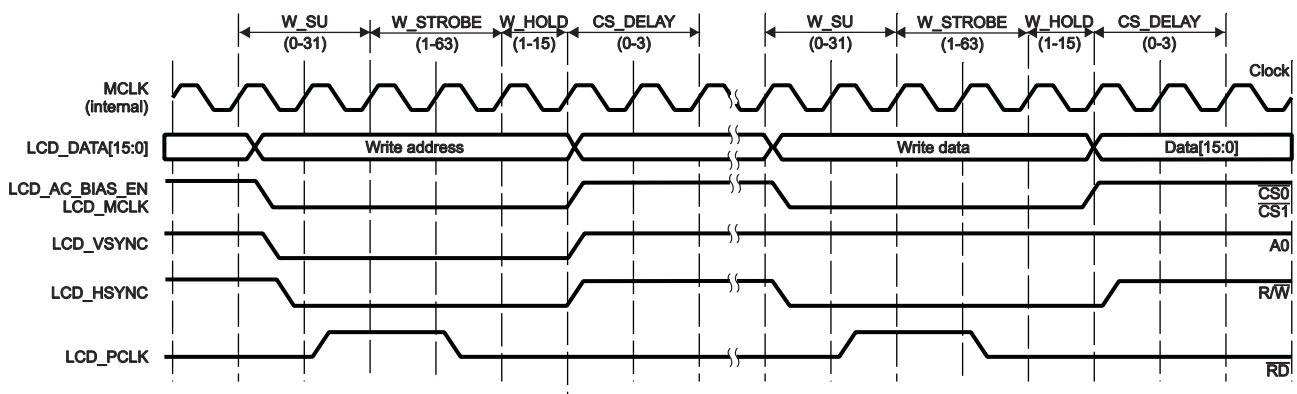 W_SU W_STROBE W_HOLD CS_DELAY W_SU W_STROBE W_HOLD CS_DELAY
(0-31) (1-63) (1-15) (0-3) (0-31) (1-63) (1-15) (0-3)
Clock
MCLK
(internal)
LCD_DATA[15:0] Write address Write data Data[15:0]
LCD_AC_BIAS_EN CS0
LCD_MCLK CS1
LCD_VSYNC A0
LCD_HSYNC R/W
LCD_PCLK
RD